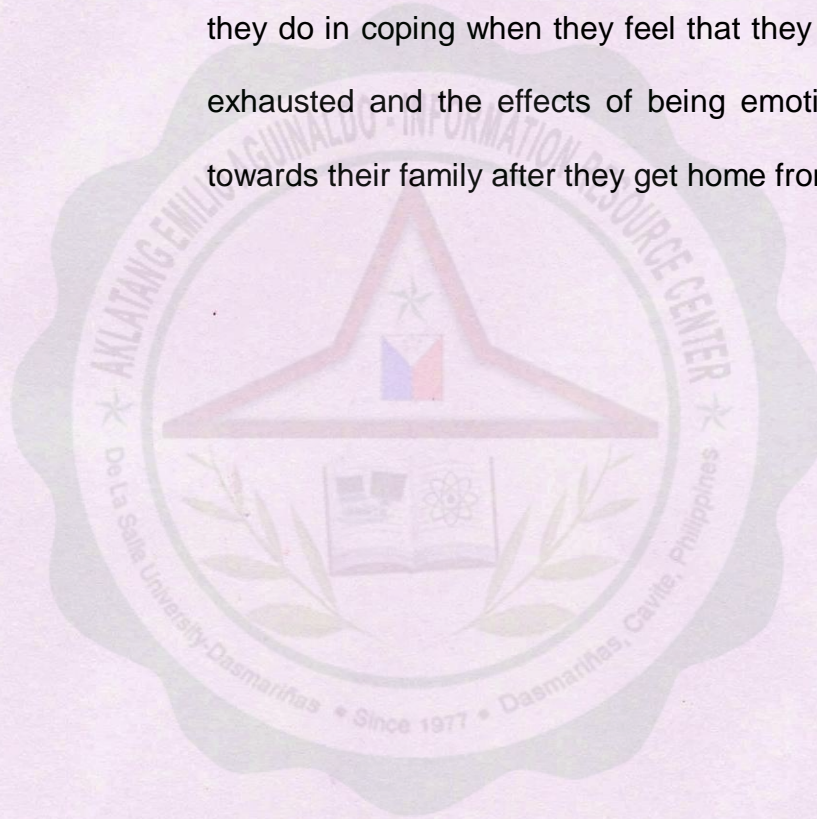 they do in coping when they feel that they
exhausted and the effects of being emoti
towards their family after they get home from
AKLATANG EMILIO AGUINALDO - INFORMATION RESOURCE CENTER
De La Salle University-Dasmariñas • Since 1977 • Dasmariñas, Cavite, Philippines